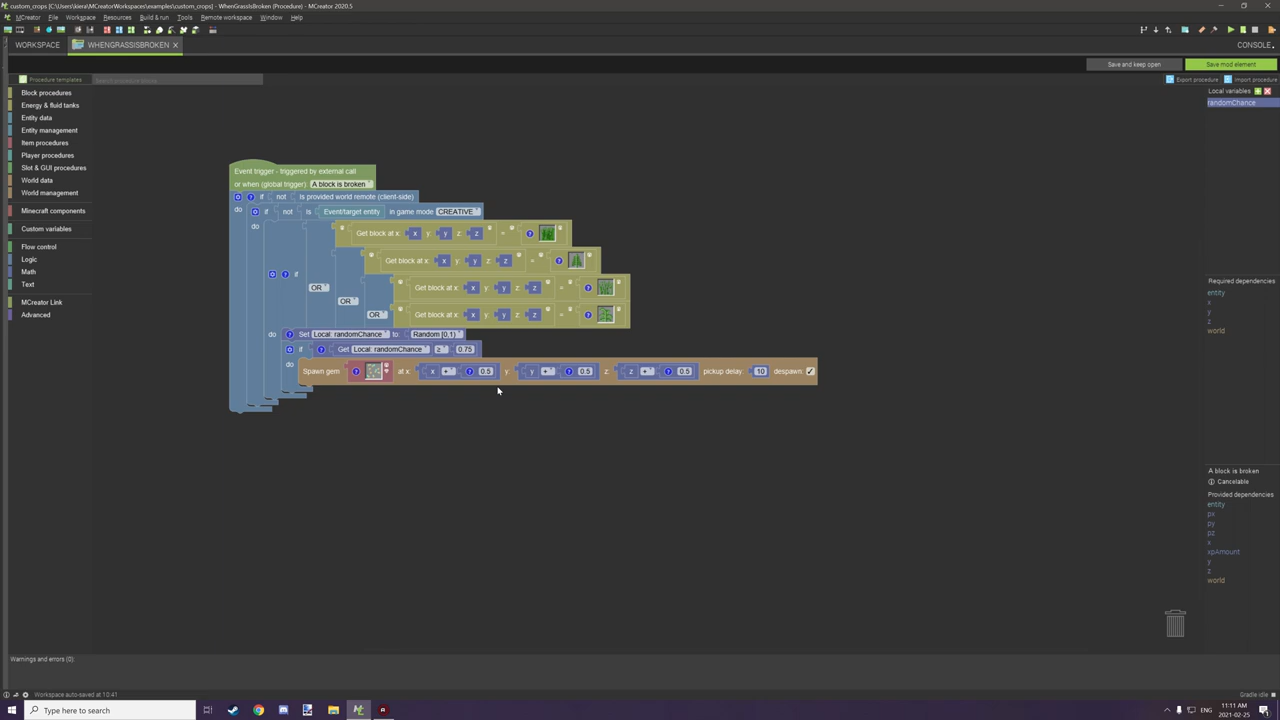 custom_crops [C:\Users\kiera\MCreatorWorkspaces\examples\custom_crops] - WhenGrassIsBroken (Procedure) - MCreator 2020.5
MCreator File Workspace Resources Build & run Tools Remote workspace Window Help
WORKSPACE WHENGRASSISBROKEN CONSOLE
Save and keep open Save mod element
Procedure templates Search procedure blocks Export procedure Import procedure
Block procedures
Energy & fluid tanks
Entity data
Entity management
Item procedures
Player procedures
Slot & GUI procedures
World data
World management
Minecraft components
Custom variables
Flow control
Logic
Math
Text
MCreator Link
Advanced
Event trigger - triggered by external call
or when (global trigger): A block is broken
if not Is provided world remote (client-side)
do if not Is Event/target entity in game mode CREATIVE
do
Get block at x: x y: y z: z =
Get block at x: x y: y z: z =
if OR OR
Get block at x: x y: y z: z =
OR
Get block at x: x y: y z: z =
do Set Local: randomChance to: Random [0,1)
if Get Local: randomChance ≥ 0.75
do Spawn gem at x: x + 0.5 y: y + 0.5 z: z + 0.5 pickup delay: 10 despawn: ✓
Local variables
randomChance
Required dependencies:
entity
x
y
z
world
A block is broken
Cancelable
Provided dependencies:
entity
px
py
pz
x
xpAmount
y
z
world
Warnings and errors (0):
Workspace auto-saved at 10:41 Gradle idle
Type here to search
ENG
11:11 AM
2021-02-25